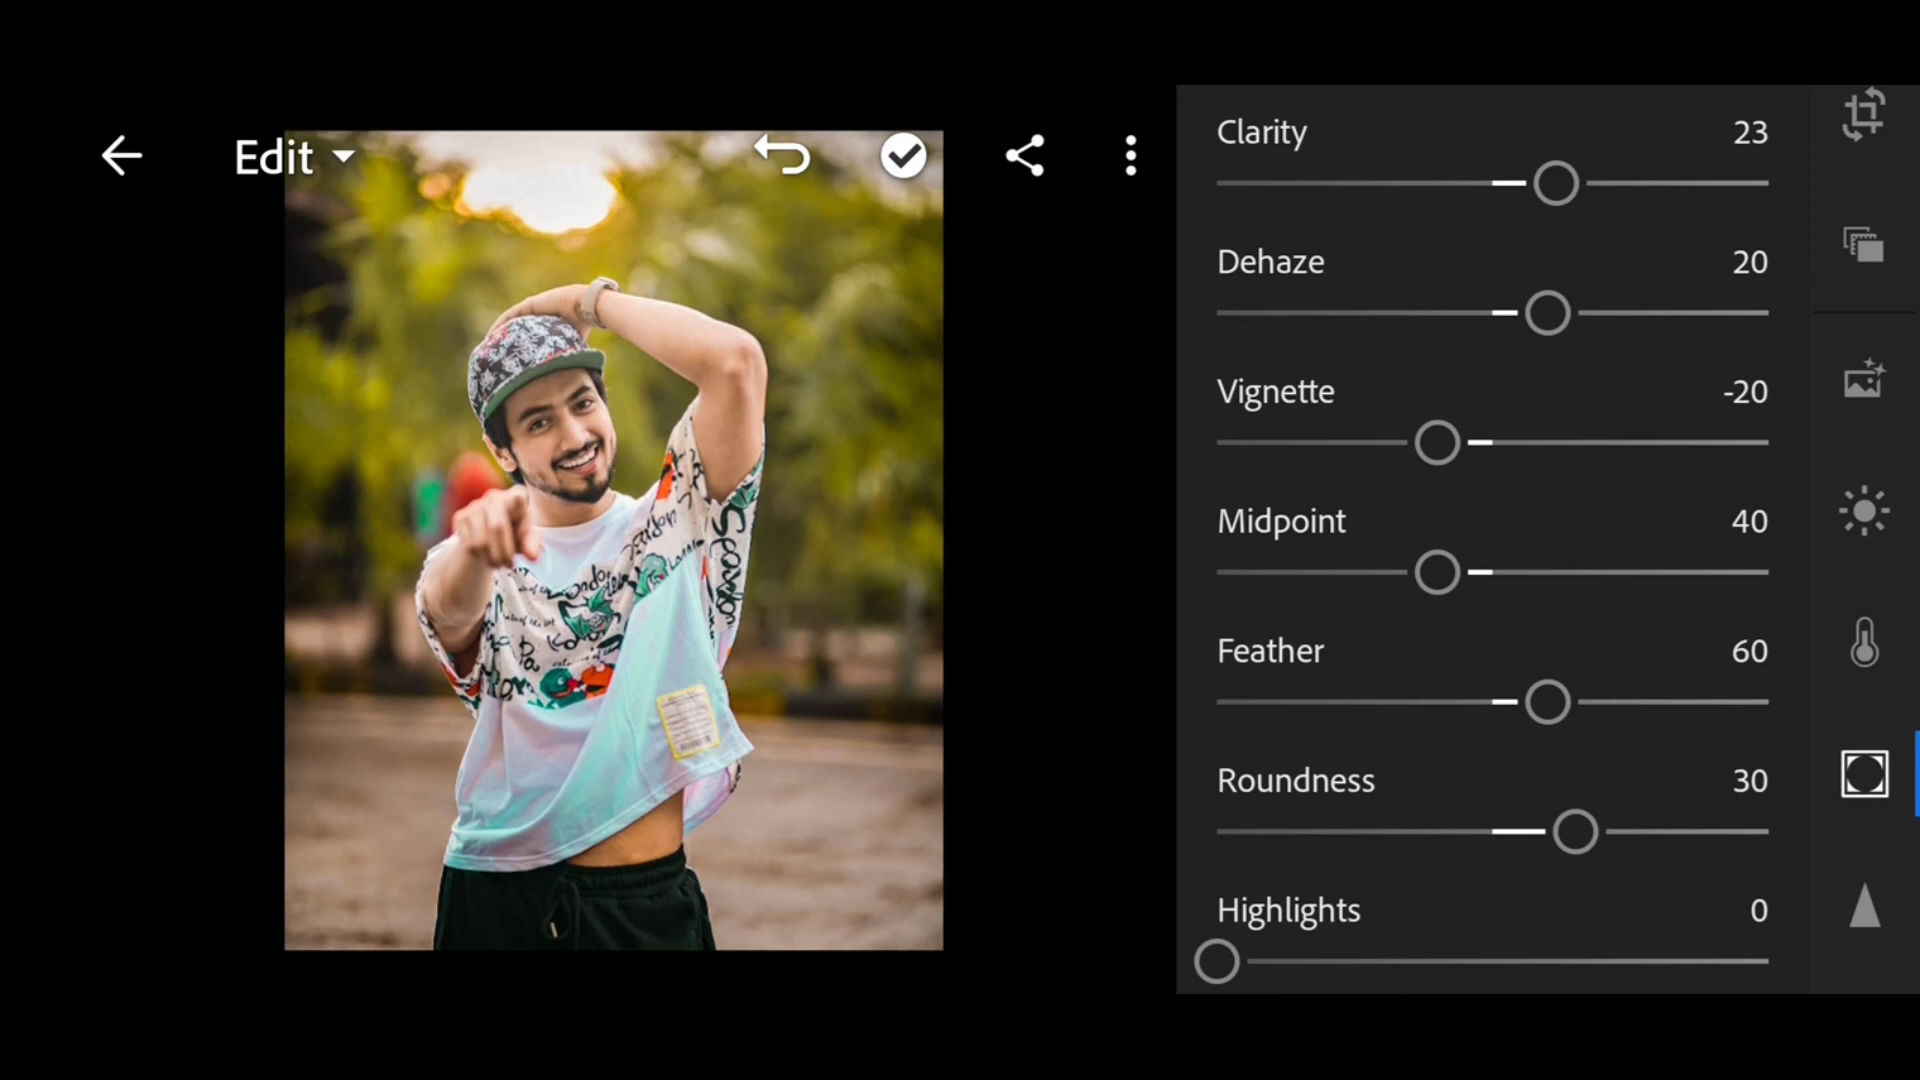 Edit
Clarity 23
Dehaze 20
Vignette -20
Midpoint 40
Feather 60
Roundness 30
Highlights 0